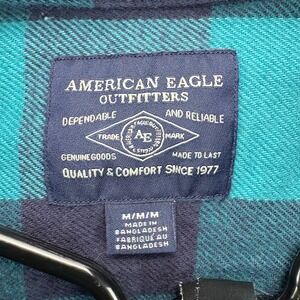 AMERICAN EAGLE
OUTFITTERS
DEPENDABLE AND RELIABLE
TRADE AE MARK
GENUINE GOODS MADE TO LAST
QUALITY & COMFORT SINCE 1977
M/M/M
MADE IN
BANGLADESH
FABRIQUÉ AU
BANGLADESH